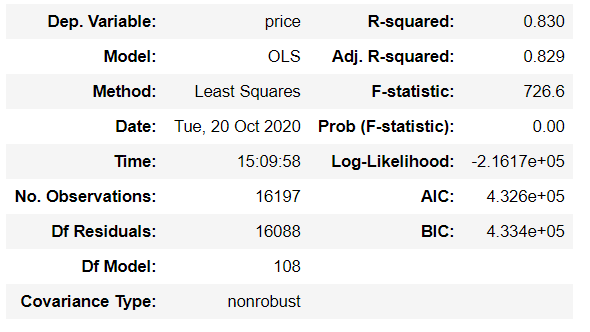 Dep. Variable: price R-squared: 0.830
Model: OLS Adj. R-squared: 0.829
Method: Least Squares F-statistic: 726.6
Date: Tue, 20 Oct 2020 Prob (F-statistic): 0.00
Time: 15:09:58 Log-Likelihood: -2.1617e+05
No. Observations: 16197 AIC: 4.326e+05
Df Residuals: 16088 BIC: 4.334e+05
Df Model: 108
Covariance Type: nonrobust